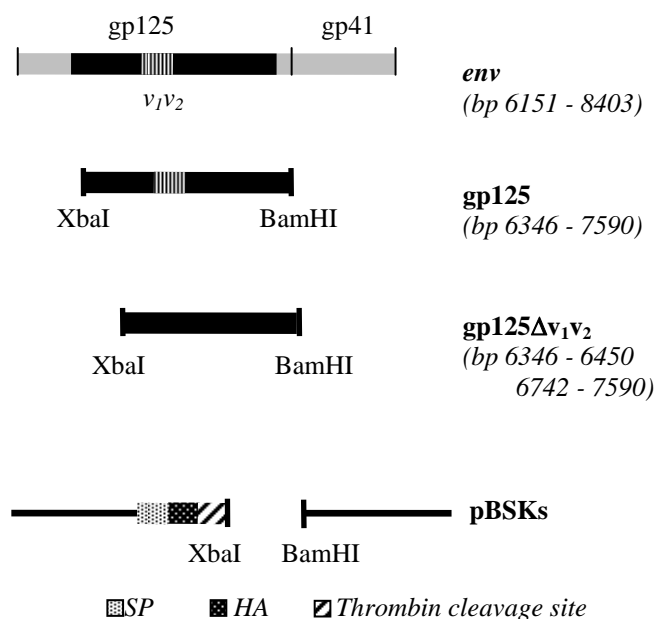 gp125 gp41
v₁v₂
env
(bp 6151 - 8403)
XbaI BamHI
gp125
(bp 6346 - 7590)
XbaI BamHI
gp125Δv₁v₂
(bp 6346 - 6450
6742 - 7590)
XbaI BamHI
pBSKs
SP HA Thrombin cleavage site